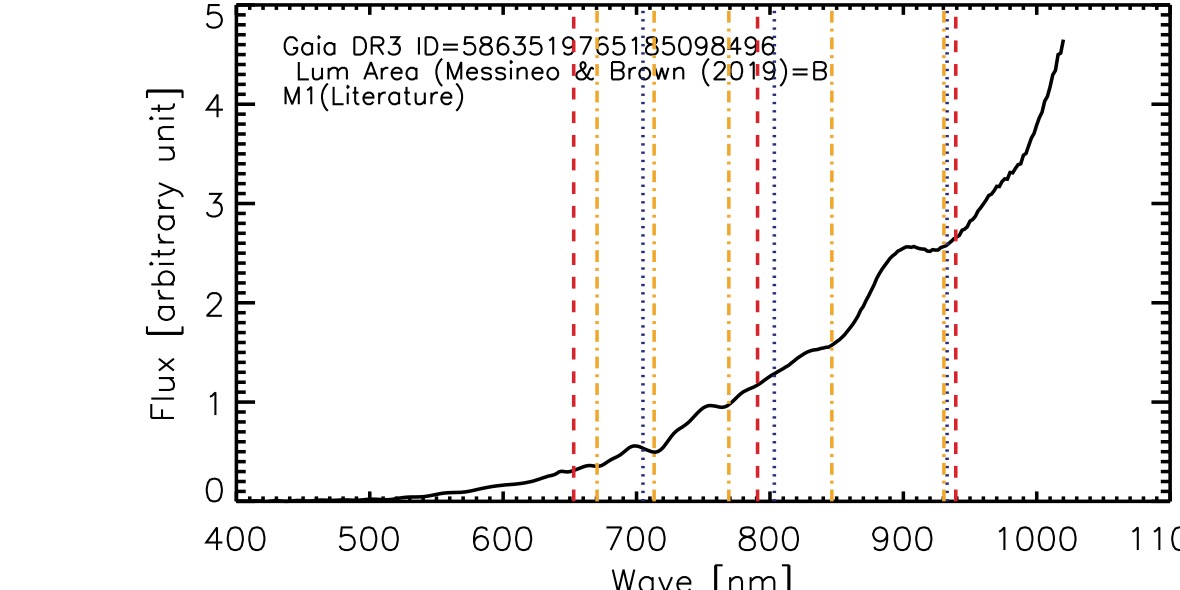 5
Gaia DR3 ID=5863519765185098496
Lum Area (Messineo & Brown (2019)=B
M1(Literature)
4
3
2
1
0
Flux [arbitrary unit]
400 500 600 700 800 900 1000 110
Wave [nm]